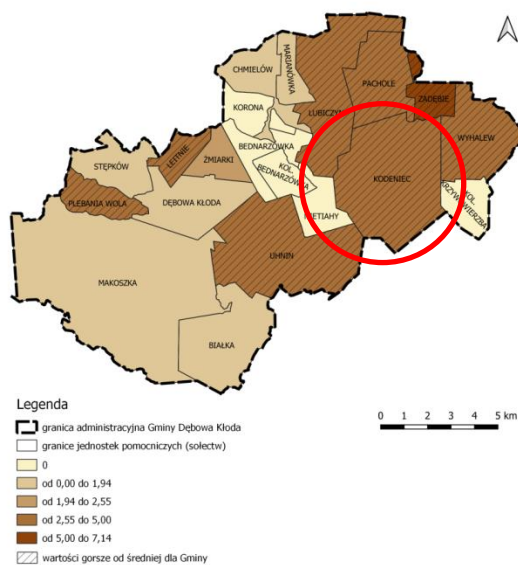 CHMIELÓW
MARIANÓWKA
PACHOLE
KORONA
LUBICZYN
ZADĘBIE
WYHALEW
BEDNARZÓWKA
LEITNIE
ŻMIARKI
STĘPKÓW
KOL.
BEDNARZÓWKA
KODENIEC
PLEBANIA WOLA
DĘBOWA KŁODA
NIETIAHY
KOL.
KRZYWOWIERZBA
UHNIN
MAKOSZKA
BIAŁKA
Legenda
granica administracyjna Gminy Dębowa Kłoda
granice jednostek pomocniczych (sołectw)
0
od 0,00 do 1,94
od 1,94 do 2,55
od 2,55 do 5,00
od 5,00 do 7,14
wartości gorsze od średniej dla Gminy
0 1 2 3 4 5 km